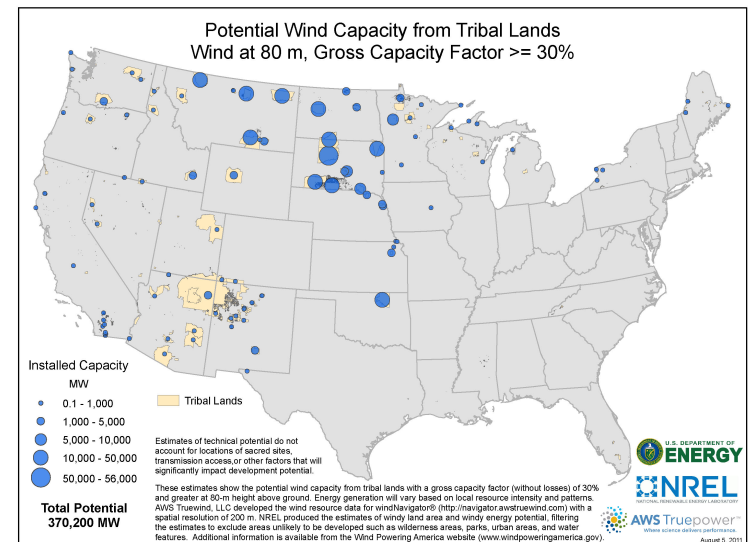 Potential Wind Capacity from Tribal Lands
Wind at 80 m, Gross Capacity Factor >= 30%
Installed Capacity
MW
0.1 - 1,000
1,000 - 5,000
5,000 - 10,000
10,000 - 50,000
50,000 - 56,000
Total Potential
370,200 MW
Tribal Lands
Estimates of technical potential do not
account for locations of sacred sites,
transmission access,or other factors that will
significantly impact development potential.
These estimates show the potential wind capacity from tribal lands with a gross capacity factor (without losses) of 30%
and greater at 80-m height above ground. Energy generation will vary based on local resource intensity and patterns.
AWS Truewind, LLC developed the wind resource data for windNavigator® (http://navigator.awstruewind.com) with a
spatial resolution of 200 m. NREL produced the estimates of windy land area and windy energy potential, filtering
the estimates to exclude areas unlikely to be developed such as wilderness areas, parks, urban areas, and water
features. Additional information is available from the Wind Powering America website (www.windpoweringamerica.gov).
U.S. DEPARTMENT OF
ENERGY
NREL
NATIONAL RENEWABLE ENERGY LABORATORY
AWS Truepower™
Where science delivers performance.
August 5, 2011